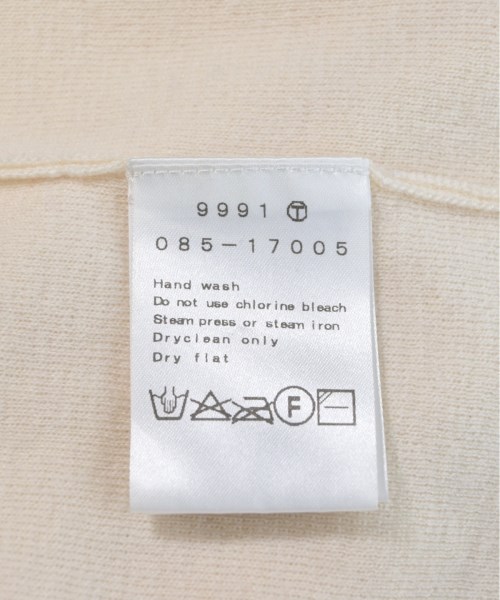 9991 Ⓣ
085-17005
Hand wash
Do not use chlorine bleach
Steam press or steam iron
Dryclean only
Dry flat
F